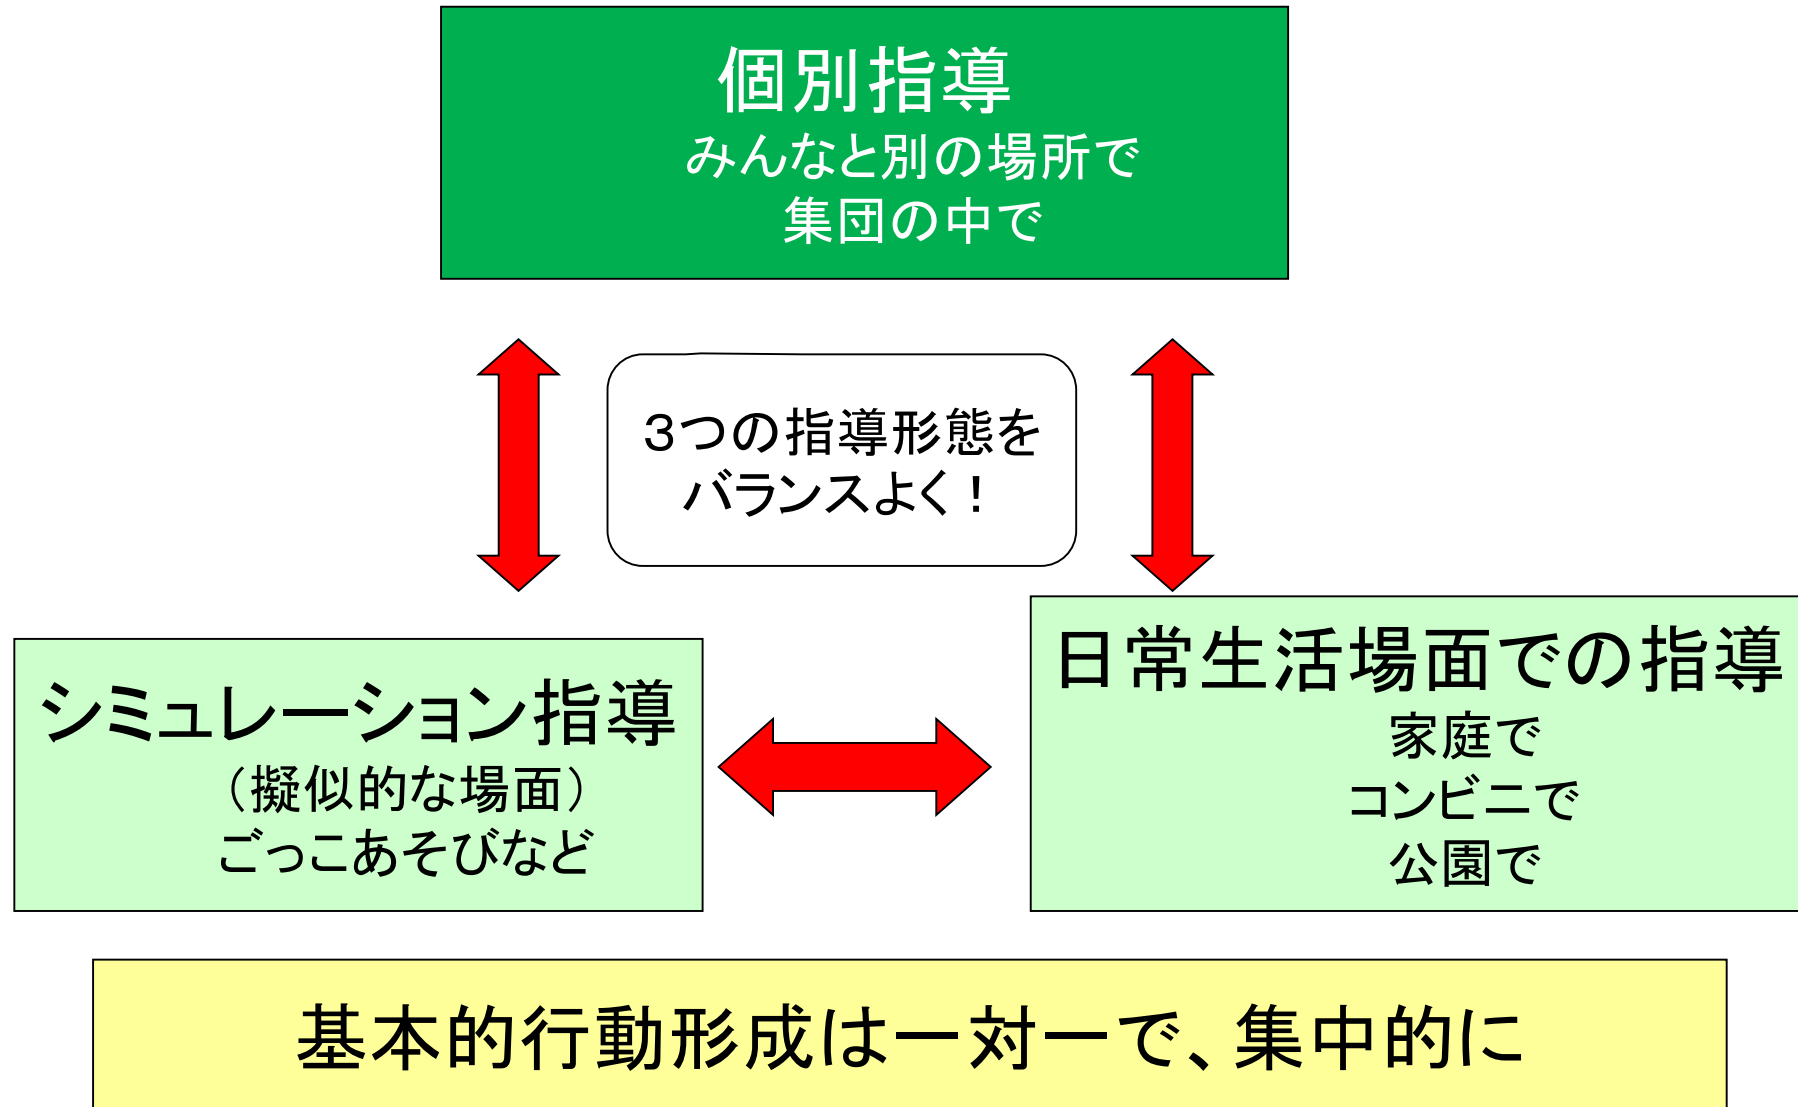 個別指導
みんなと別の場所で
集団の中で
３つの指導形態を
バランスよく！
シミュレーション指導
（擬似的な場面）
ごっこあそびなど
日常生活場面での指導
家庭で
コンビニで
公園で
基本的行動形成は一対一で、集中的に